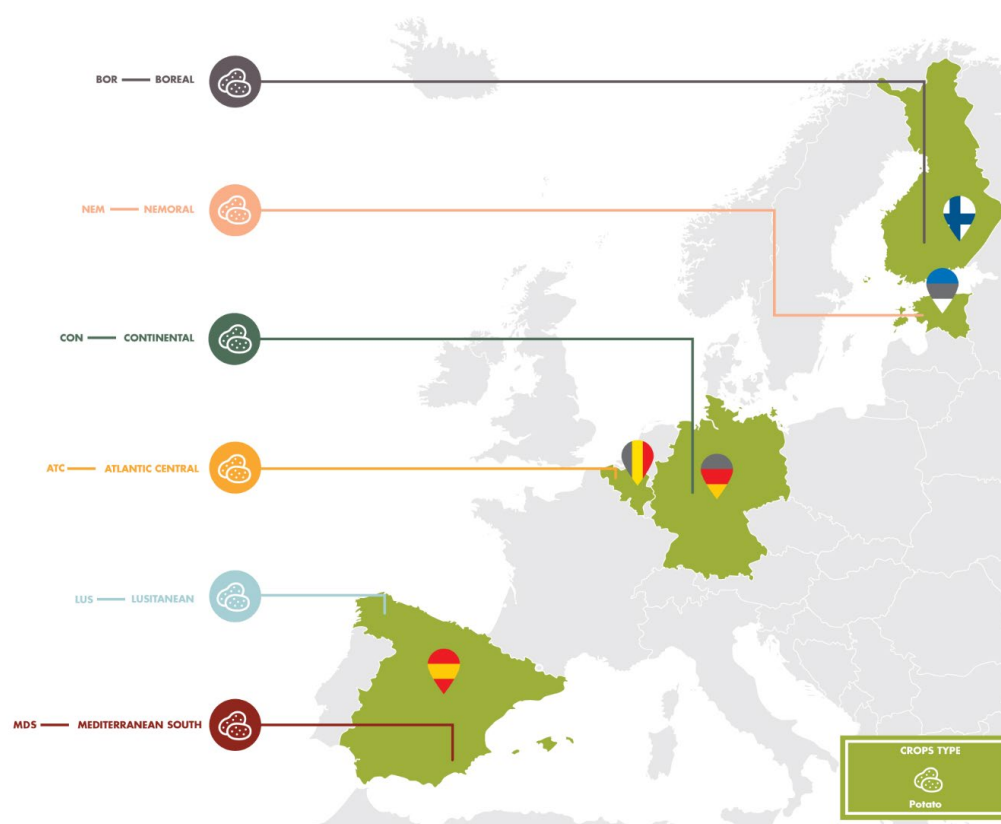 BOR — BOREAL
NEM — NEMORAL
CON — CONTINENTAL
ATC — ATLANTIC CENTRAL
LUS — LUSITANEAN
MDS — MEDITERRANEAN SOUTH
CROPS TYPE
Potato